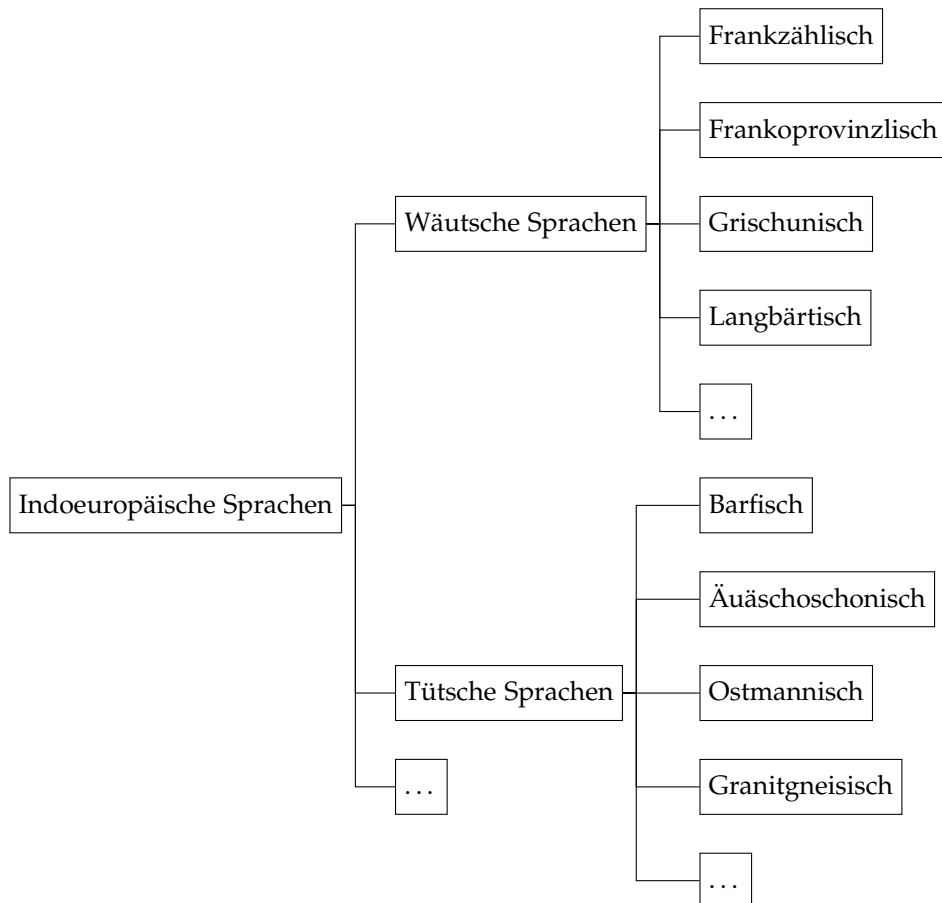 Frankzählisch
Frankoprovinzlisch
Wäutsche Sprachen
Grischunisch
Langbärtisch
...
Indoeuropäische Sprachen
Barfisch
Äuäschoschonisch
Tütsche Sprachen
Ostmannisch
...
Granitgneisisch
...